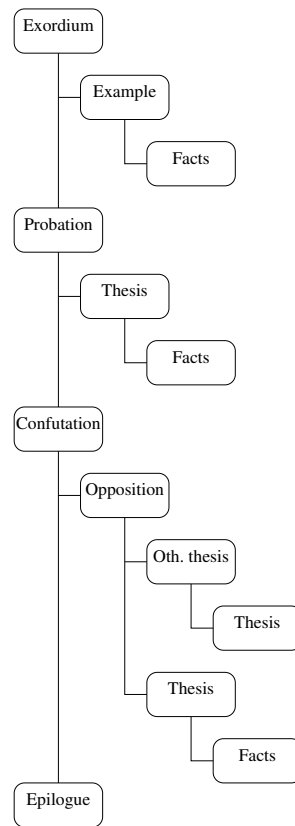 Exordium
Example
Facts
Probation
Thesis
Facts
Confutation
Opposition
Oth. thesis
Thesis
Thesis
Facts
Epilogue